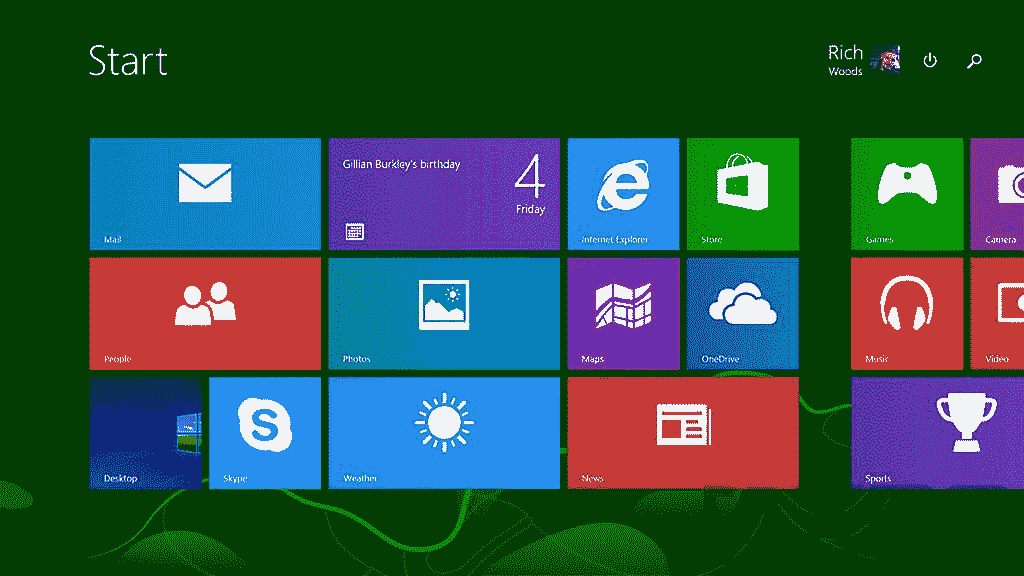 Start
Rich
Woods
Mail
Gillian Burkley's birthday
4
Friday
Internet Explorer
Store
Games
Camera
People
Photos
Maps
OneDrive
Music
Video
Desktop
S
Skype
Weather
News
Sports